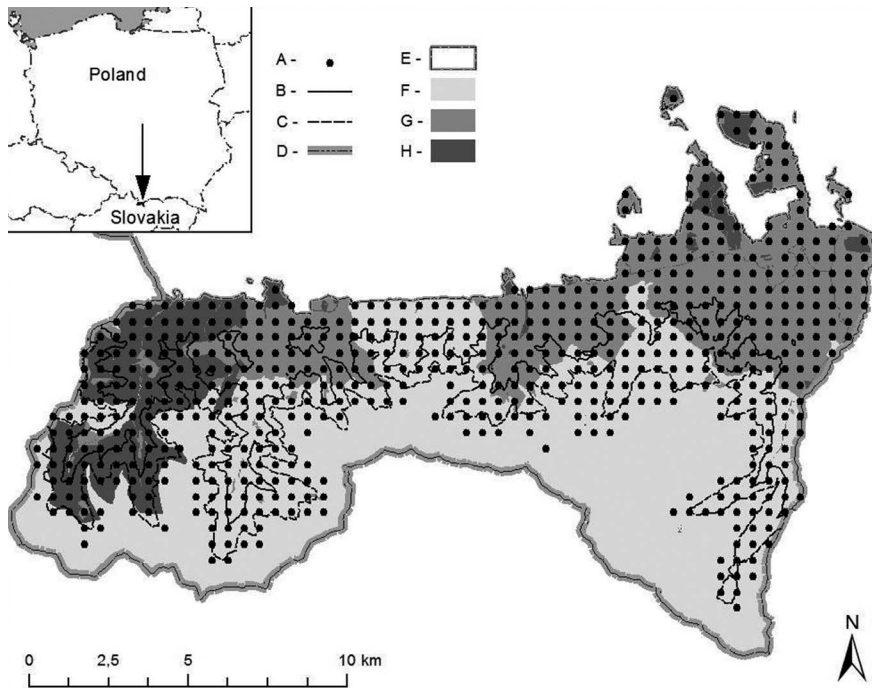 Poland
Slovakia
A -
B -
C -
D -
E -
F -
G -
H -
N
0 2,5 5 10 km